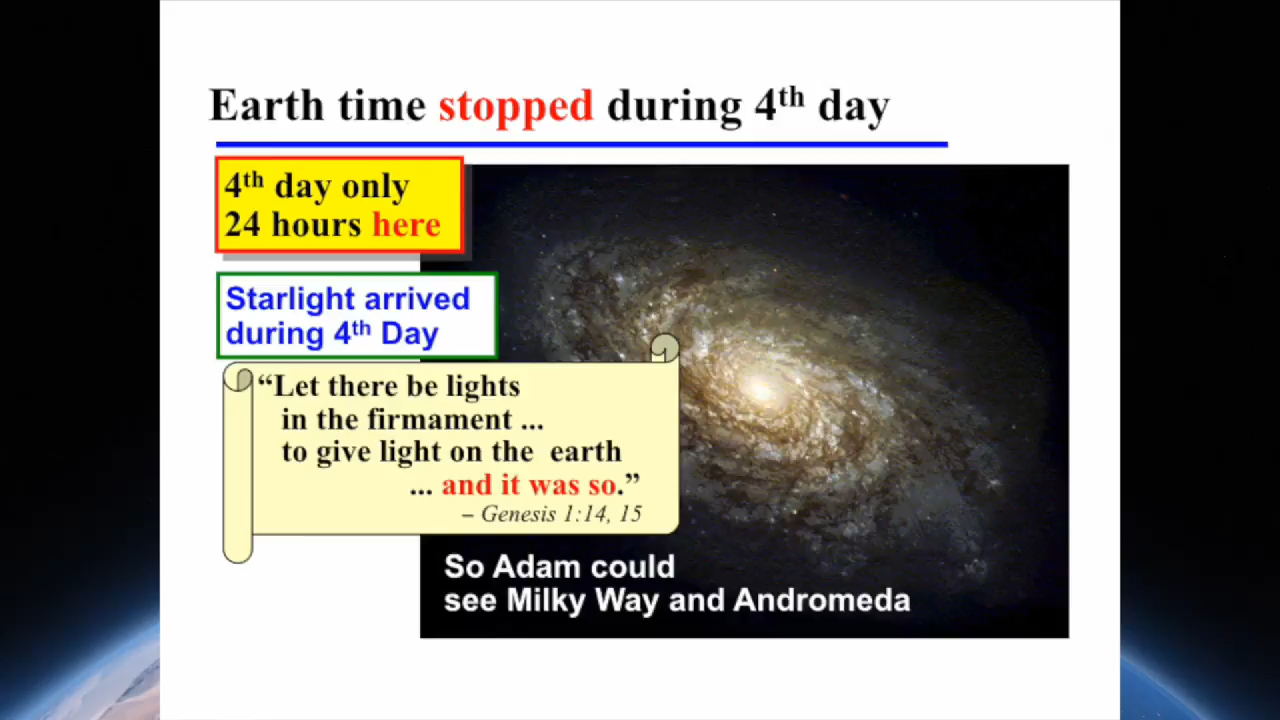 Earth time stopped during 4th day
4th day only
24 hours here
Starlight arrived
during 4th Day
“Let there be lights
in the firmament ...
to give light on the earth
... and it was so.”
– Genesis 1:14, 15
So Adam could
see Milky Way and Andromeda